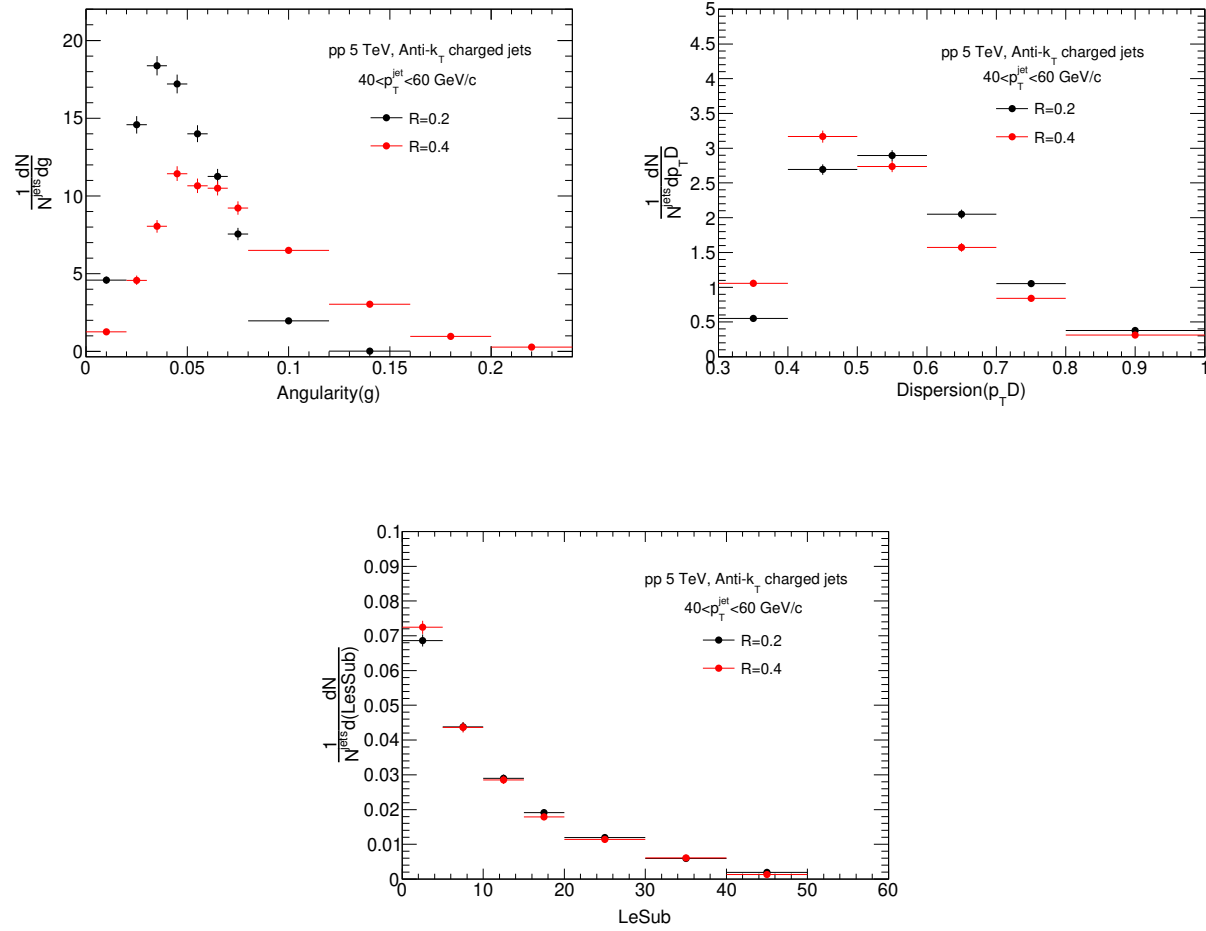 20
15
10
5
0
1 dN
N^jets dg
pp 5 TeV, Anti-k_T charged jets
40<p_T^jet<60 GeV/c
R=0.2
R=0.4
0 0.05 0.1 0.15 0.2
Angularity(g)
5
4.5
4
3.5
3
2.5
2
1.5
1
0.5
0
1 dN
N^jets dp_T D
pp 5 TeV, Anti-k_T charged jets
40<p_T^jet<60 GeV/c
R=0.2
R=0.4
0.3 0.4 0.5 0.6 0.7 0.8 0.9 1
Dispersion(p_T D)
0.1
0.09
0.08
0.07
0.06
0.05
0.04
0.03
0.02
0.01
0
1 dN
N^jets d(LesSub)
pp 5 TeV, Anti-k_T charged jets
40<p_T^jet<60 GeV/c
R=0.2
R=0.4
0 10 20 30 40 50 60
LeSub